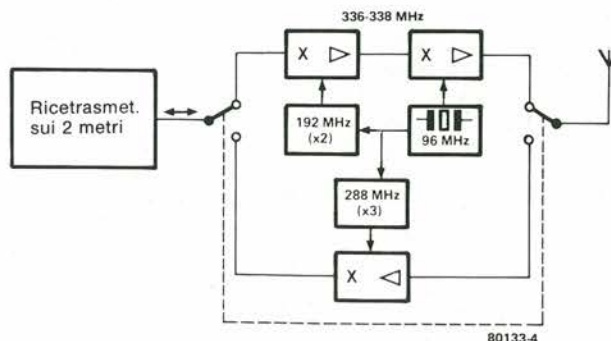 336-338 MHz
X
X
Ricetrasmet.
sui 2 metri
192 MHz
(x2)
96 MHz
288 MHz
(x3)
X
80133-4